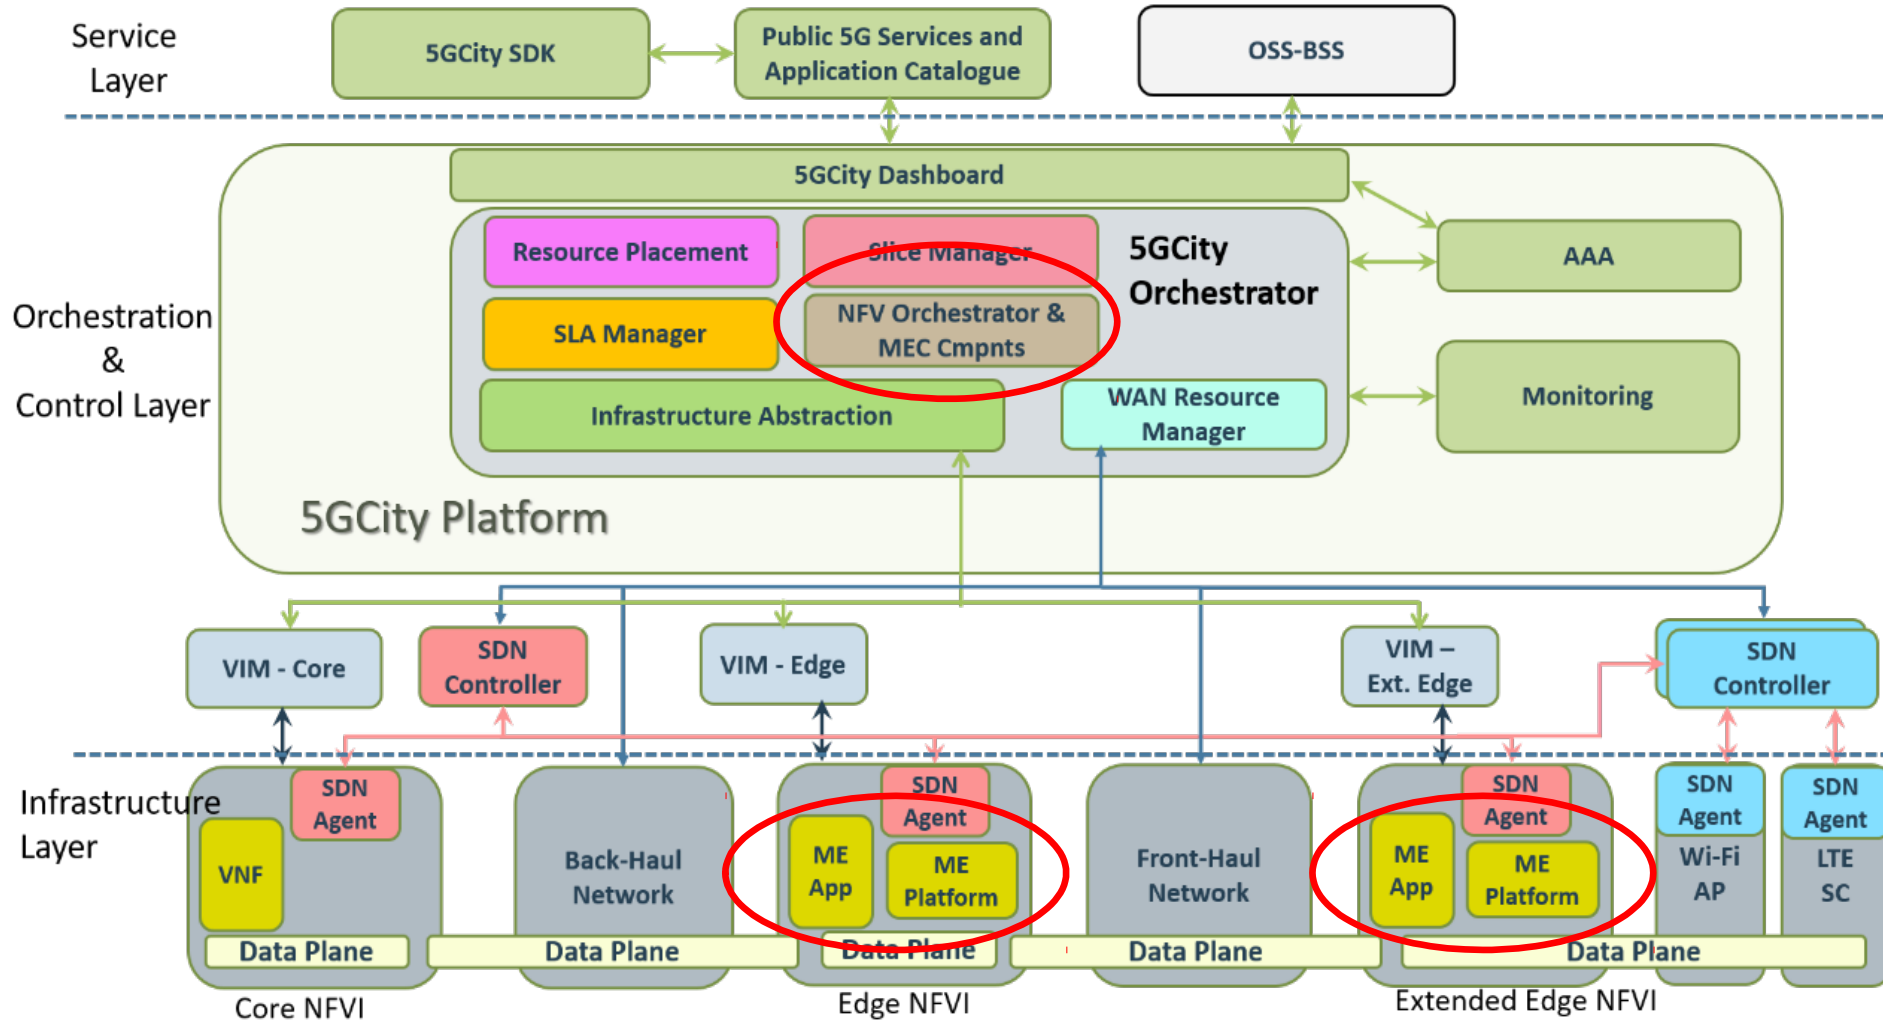 Service
Layer
5GCity SDK
Public 5G Services and
Application Catalogue
OSS-BSS
5GCity Dashboard
Resource Placement
Slice Manager
5GCity
Orchestrator
AAA
Orchestration
&
Control Layer
SLA Manager
NFV Orchestrator &
MEC Cmpnts
Infrastructure Abstraction
WAN Resource
Manager
Monitoring
5GCity Platform
VIM - Core
SDN
Controller
VIM - Edge
VIM –
Ext. Edge
SDN
Controller
Infrastructure
Layer
SDN
Agent
VNF
Back-Haul
Network
SDN
Agent
ME
App
ME
Platform
Front-Haul
Network
SDN
Agent
ME
App
ME
Platform
SDN
Agent
Wi-Fi
AP
SDN
Agent
LTE
SC
Data Plane
Data Plane
Data Plane
Data Plane
Data Plane
Core NFVI
Edge NFVI
Extended Edge NFVI